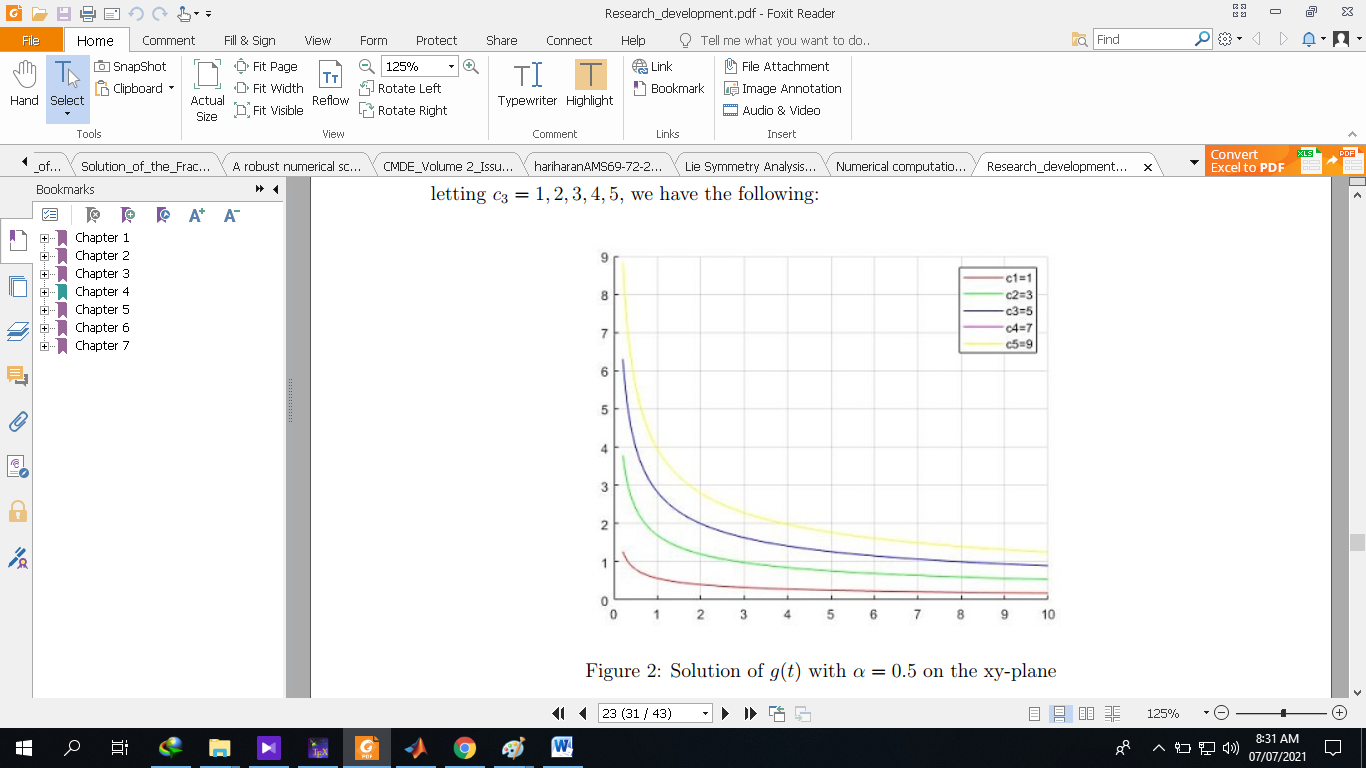 Research_development.pdf - Foxit Reader
File Home Comment Fill & Sign View Form Protect Share Connect Help Tell me what you want to do.. Find
Hand
Select
SnapShot
Clipboard
Tools
Actual Size
Fit Page
Fit Width
Fit Visible
Reflow
125%
Rotate Left
Rotate Right
View
Typewriter
Highlight
Comment
Link
Bookmark
Links
File Attachment
Image Annotation
Audio & Video
Insert
_of... Solution_of_the_Frac... A robust numerical sc... CMDE_Volume 2_Issu... hariharanAMS69-72-2... Lie Symmetry Analysis... Numerical computatio... Research_development...
XLS PDF
Convert
Excel to PDF
Bookmarks
Chapter 1
Chapter 2
Chapter 3
Chapter 4
Chapter 5
Chapter 6
Chapter 7
letting c₃ = 1, 2, 3, 4, 5, we have the following:
9
8
7
6
5
4
3
2
1
0
0 1 2 3 4 5 6 7 8 9 10
c1=1
c2=3
c3=5
c4=7
c5=9
Figure 2: Solution of g(t) with α = 0.5 on the xy-plane
23 (31 / 43)
125%
8:31 AM
07/07/2021